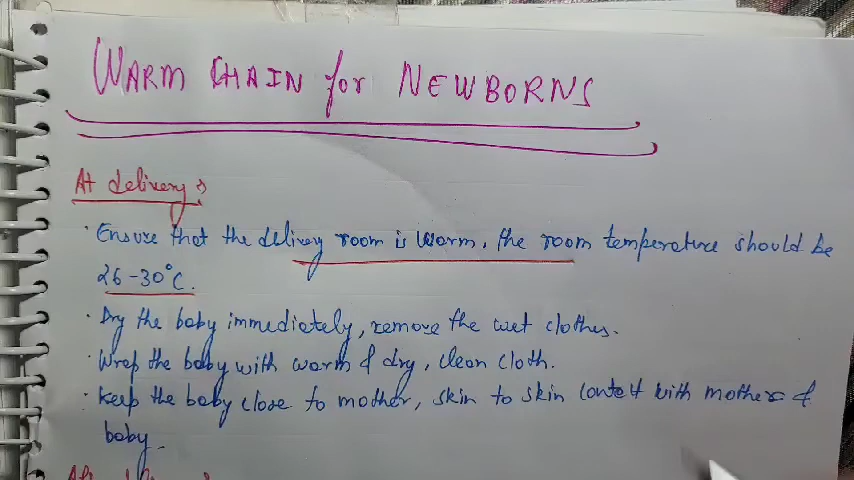 WARM CHAIN for NEWBORNS
At delivery
· Ensure that the delivery room is warm, the room temperature should be
26-30°C.
· Dry the baby immediately, remove the wet clothes.
· Wrap the baby with warm & dry, clean cloth.
· Keep the baby close to mother, skin to skin contact with mother &
baby.